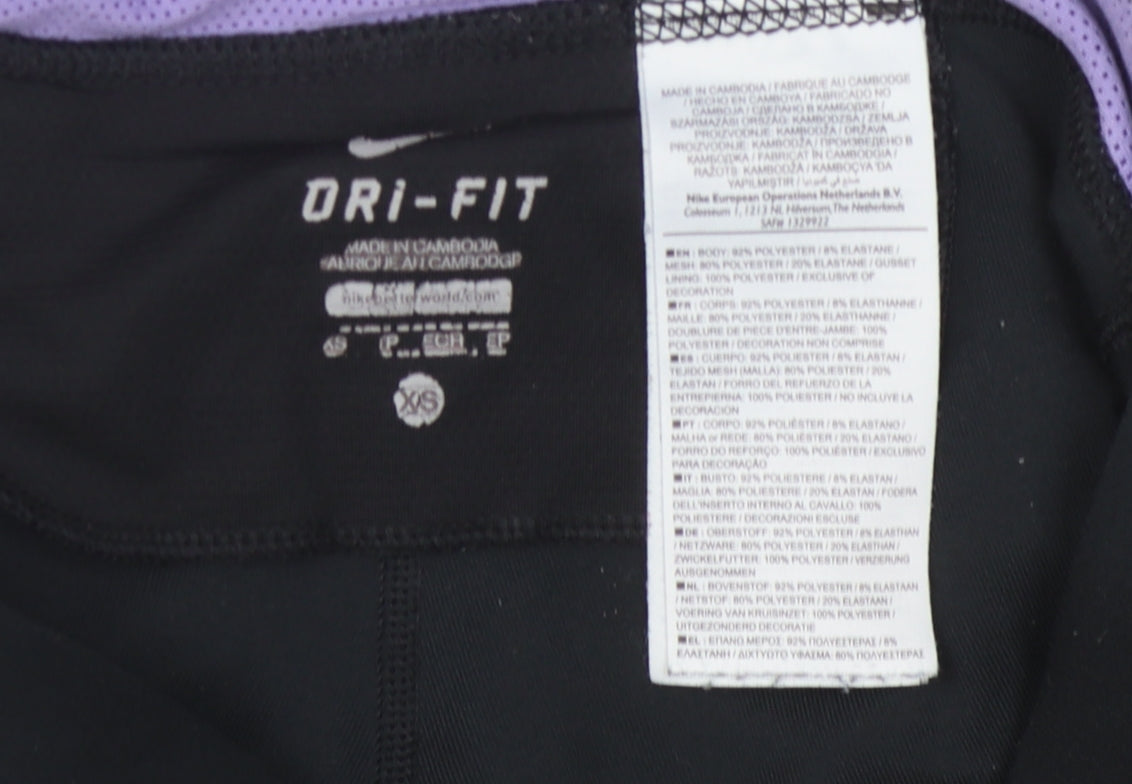 DRI-FIT
MADE IN CAMBODIA
FABRIQUE AU CAMBODGE
nikebetterworld.com
XS
X/S
MADE IN CAMBODIA / FABRIQUE AU CAMBODGE
/ HECHO EN CAMBOYA / FABRICADO NO
CAMBOJA / СДЕЛАНО В КАМБОДЖЕ /
SZÁRMAZÁSI ORSZÁG: KAMBODZSA / ZEMLJA
PROIZVODNJE: KAMBODŽA / DRŽAVA
PROIZVODNJE: KAMBODŽA / ПРОИЗВЕДЕНО В
КАМБОДЖА / FABRICAT ÎN CAMBODGIA /
RAŽOTS: KAMBODŽĀ / KAMBOÇYA 'DA
YAPILMIŞTIR /
Nike European Operations Netherlands B.V.
Colosseum 1, 1213 NL Hilversum, The Netherlands
SAF# 1329922
EN : BODY: 92% POLYESTER / 8% ELASTANE /
MESH: 80% POLYESTER / 20% ELASTANE / GUSSET
LINING: 100% POLYESTER / EXCLUSIVE OF
DECORATION
FR : CORPS: 92% POLYESTER / 8% ELASTHANNE /
MAILLE: 80% POLYESTER / 20% ELASTHANNE /
DOUBLURE DE PIECE D'ENTRE-JAMBE: 100%
POLYESTER / DECORATION NON COMPRISE
ES : CUERPO: 92% POLIESTER / 8% ELASTAN /
TEJIDO MESH (MALLA): 80% POLIESTER / 20%
ELASTAN / FORRO DEL REFUERZO DE LA
ENTREPIERNA: 100% POLIESTER / NO INCLUYE LA
DECORACION
PT : CORPO: 92% POLIÉSTER / 8% ELASTANO /
MALHA or REDE: 80% POLIÉSTER / 20% ELASTANO /
FORRO DO REFORÇO: 100% POLIÉSTER / EXCLUSIVO
PARA DECORAÇÃO
IT : BUSTO: 92% POLIESTERE / 8% ELASTAN /
MAGLIA: 80% POLIESTERE / 20% ELASTAN / FODERA
DELL'INSERTO INTERNO AL CAVALLO: 100%
POLIESTERE / DECORAZIONI ESCLUSE
DE : OBERSTOFF: 92% POLYESTER / 8% ELASTHAN
/ NETZWARE: 80% POLYESTER / 20% ELASTHAN /
ZWICKELFUTTER: 100% POLYESTER / VERZIERUNG
AUSGENOMMEN
NL : BOVENSTOF: 92% POLYESTER / 8% ELASTAAN
/ NETSTOF: 80% POLYESTER / 20% ELASTAAN /
VOERING VAN KRUISINZET: 100% POLYESTER /
UITGEZONDERD DECORATIE
EL : ΕΠΑΝΩ ΜΕΡΟΣ: 92% ΠΟΛΥΕΣΤΕΡΑΣ / 8%
ΕΛΑΣΤΑΝΗ / ΔΙΧΤΥΩΤΟ ΥΦΑΣΜΑ: 80% ΠΟΛΥΕΣΤΕΡΑΣ